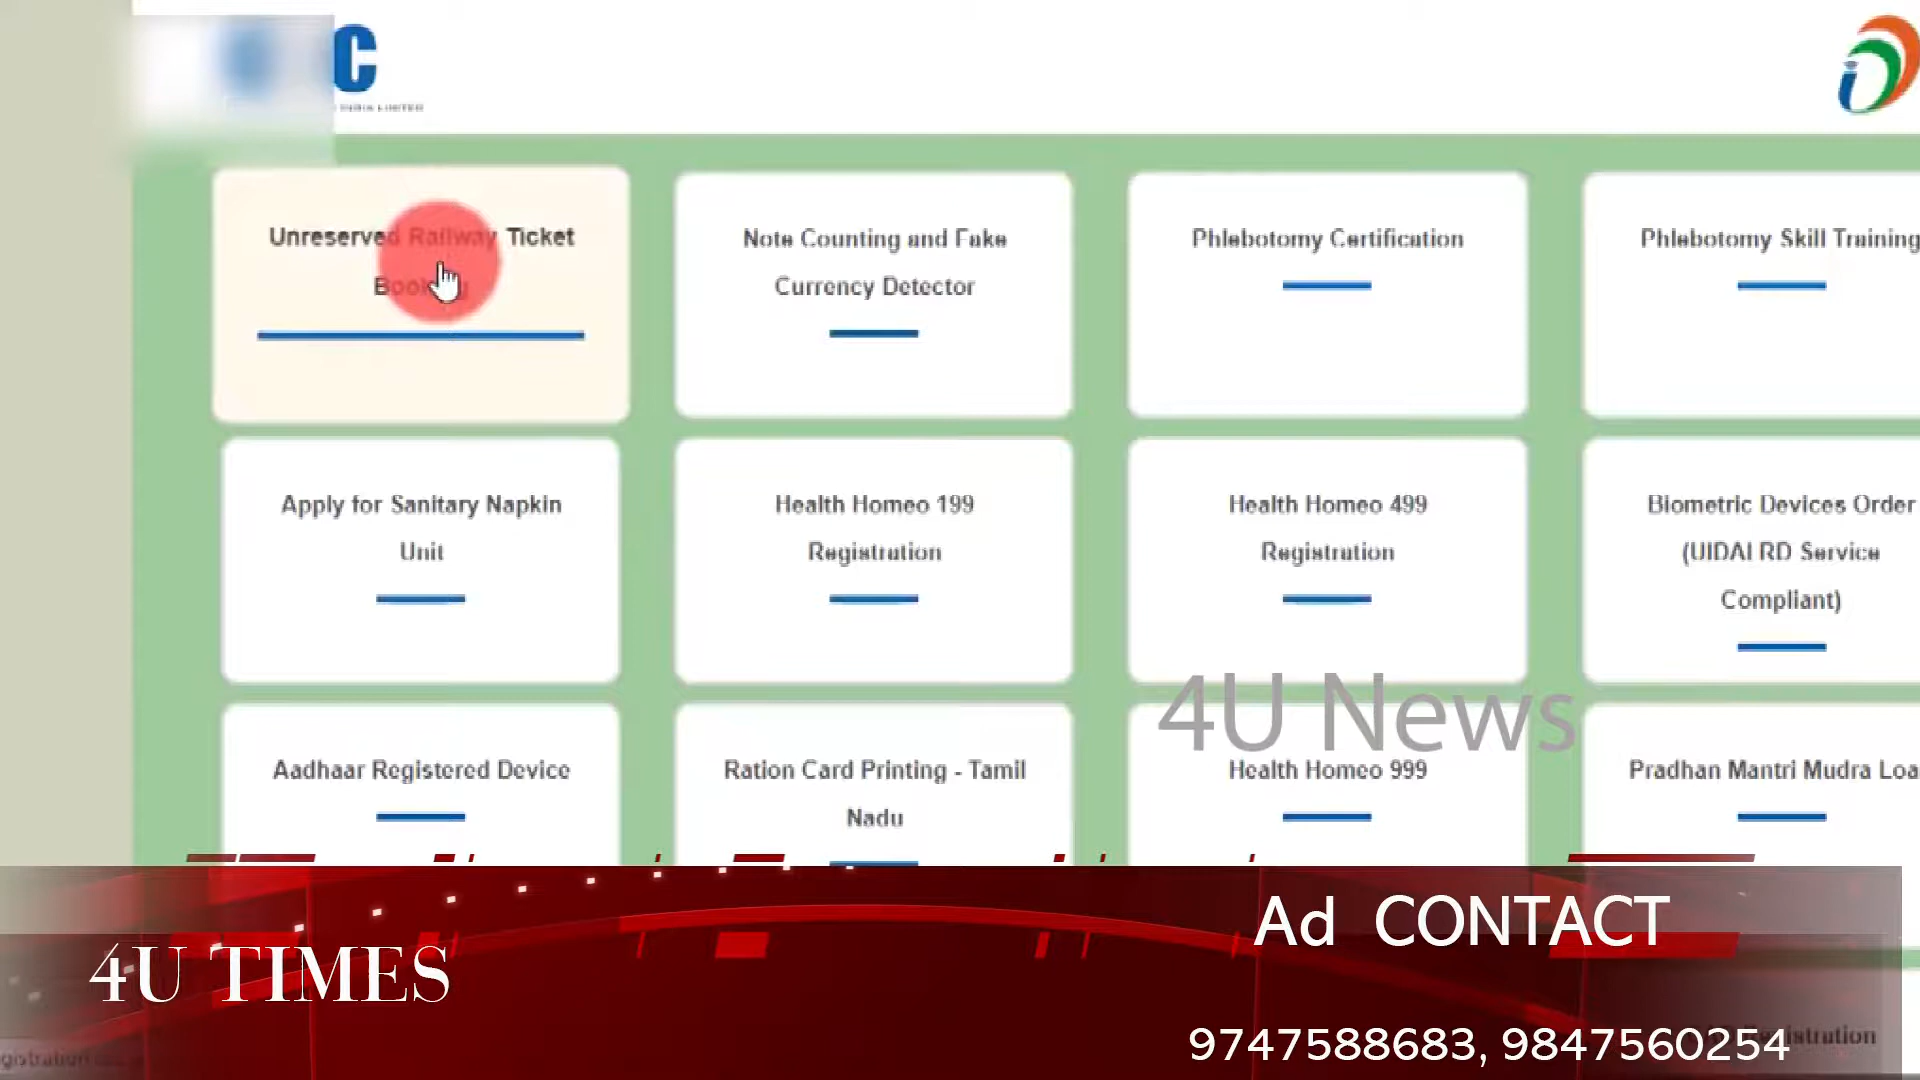 C
INDIA LIMITED
Unreserved Railway Ticket
Booking
Note Counting and Fake
Currency Detector
Phlebotomy Certification
Phlebotomy Skill Training
Apply for Sanitary Napkin
Unit
Health Homeo 199
Registration
Health Homeo 499
Registration
Biometric Devices Order
(UIDAI RD Service
Compliant)
4U News
Aadhaar Registered Device
Ration Card Printing - Tamil
Nadu
Health Homeo 999
Pradhan Mantri Mudra Loa
Ad CONTACT
4U TIMES
9747588683, 9847560254